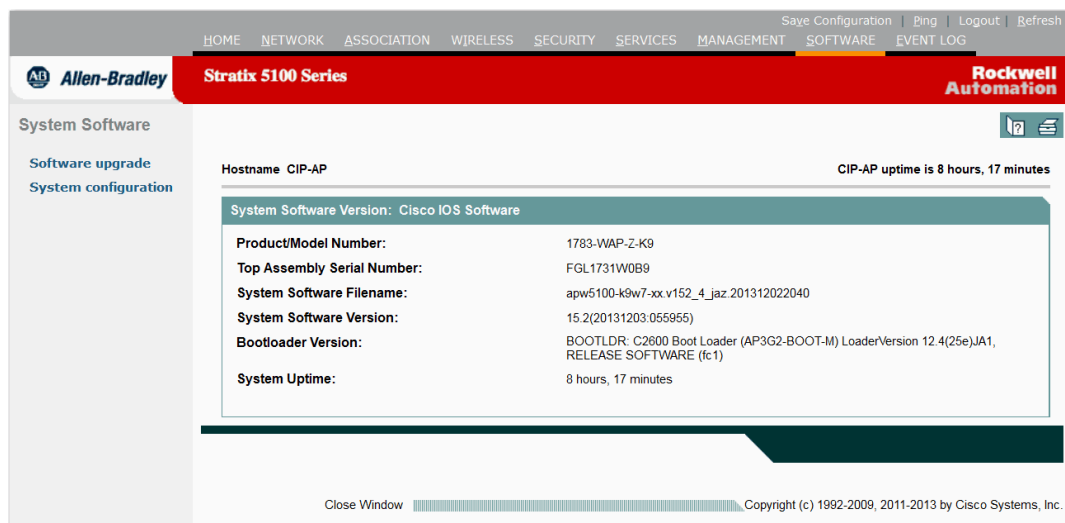 Save Configuration | Ping | Logout | Refresh
HOME NETWORK ASSOCIATION WIRELESS SECURITY SERVICES MANAGEMENT SOFTWARE EVENT LOG
AB Allen-Bradley
Stratix 5100 Series
Rockwell
Automation
System Software
Software upgrade
System configuration
Hostname CIP-AP
CIP-AP uptime is 8 hours, 17 minutes
System Software Version: Cisco IOS Software
Product/Model Number: 1783-WAP-Z-K9
Top Assembly Serial Number: FGL1731W0B9
System Software Filename: apw5100-k9w7-xx.v152_4_jaz.201312022040
System Software Version: 15.2(20131203:055955)
Bootloader Version: BOOTLDR: C2600 Boot Loader (AP3G2-BOOT-M) LoaderVersion 12.4(25e)JA1,
RELEASE SOFTWARE (fc1)
System Uptime: 8 hours, 17 minutes
Close Window
Copyright (c) 1992-2009, 2011-2013 by Cisco Systems, Inc.